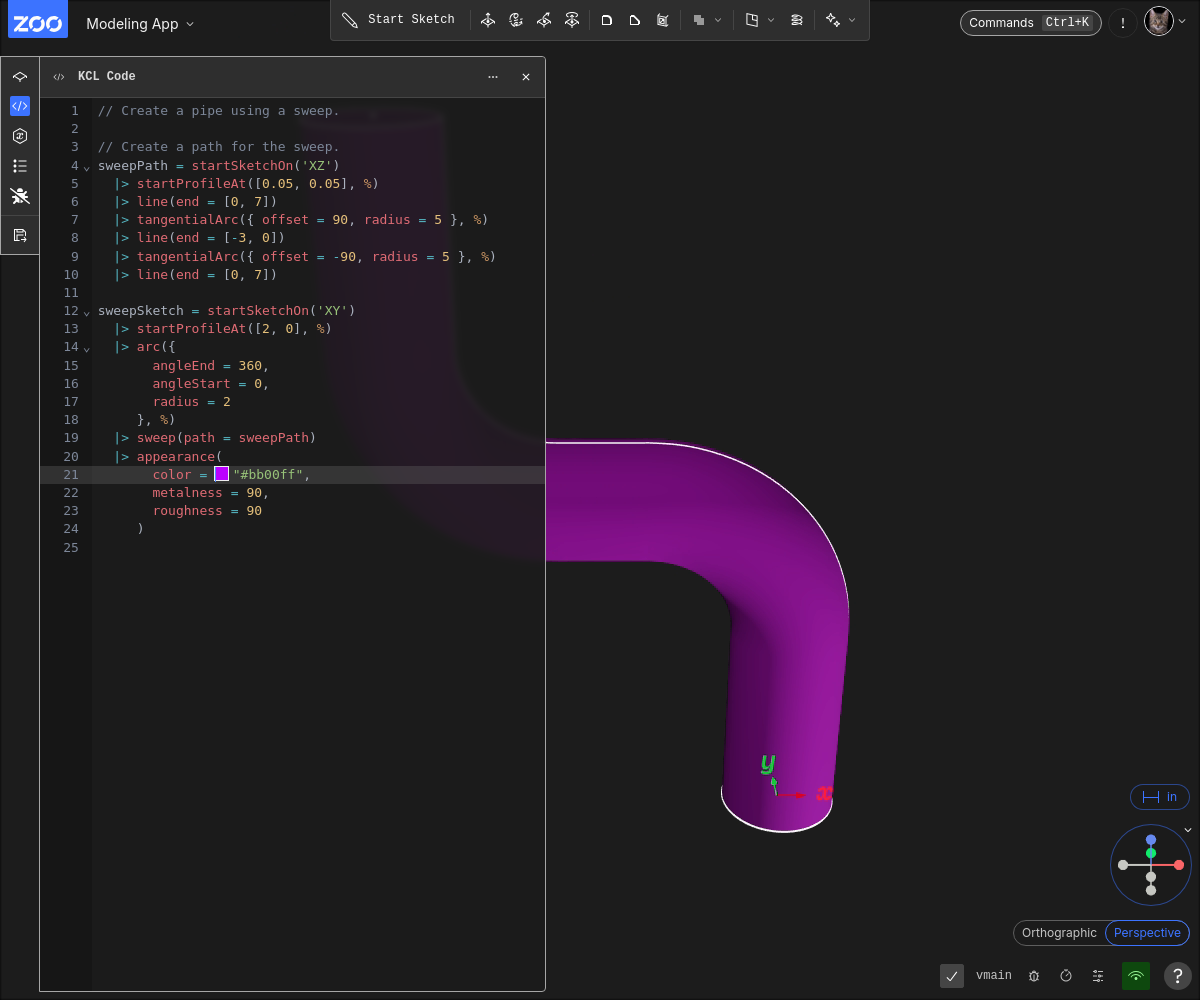 ZOO
Modeling App
Start Sketch
Commands Ctrl+K
!
KCL Code
1 // Create a pipe using a sweep.
2
3 // Create a path for the sweep.
4 sweepPath = startSketchOn('XZ')
5 |> startProfileAt([0.05, 0.05], %)
6 |> line(end = [0, 7])
7 |> tangentialArc({ offset = 90, radius = 5 }, %)
8 |> line(end = [-3, 0])
9 |> tangentialArc({ offset = -90, radius = 5 }, %)
10 |> line(end = [0, 7])
11
12 sweepSketch = startSketchOn('XY')
13 |> startProfileAt([2, 0], %)
14 |> arc({
15 angleEnd = 360,
16 angleStart = 0,
17 radius = 2
18 }, %)
19 |> sweep(path = sweepPath)
20 |> appearance(
21 color = "#bb00ff",
22 metalness = 90,
23 roughness = 90
24 )
25
y
x
in
Orthographic Perspective
vmain
?